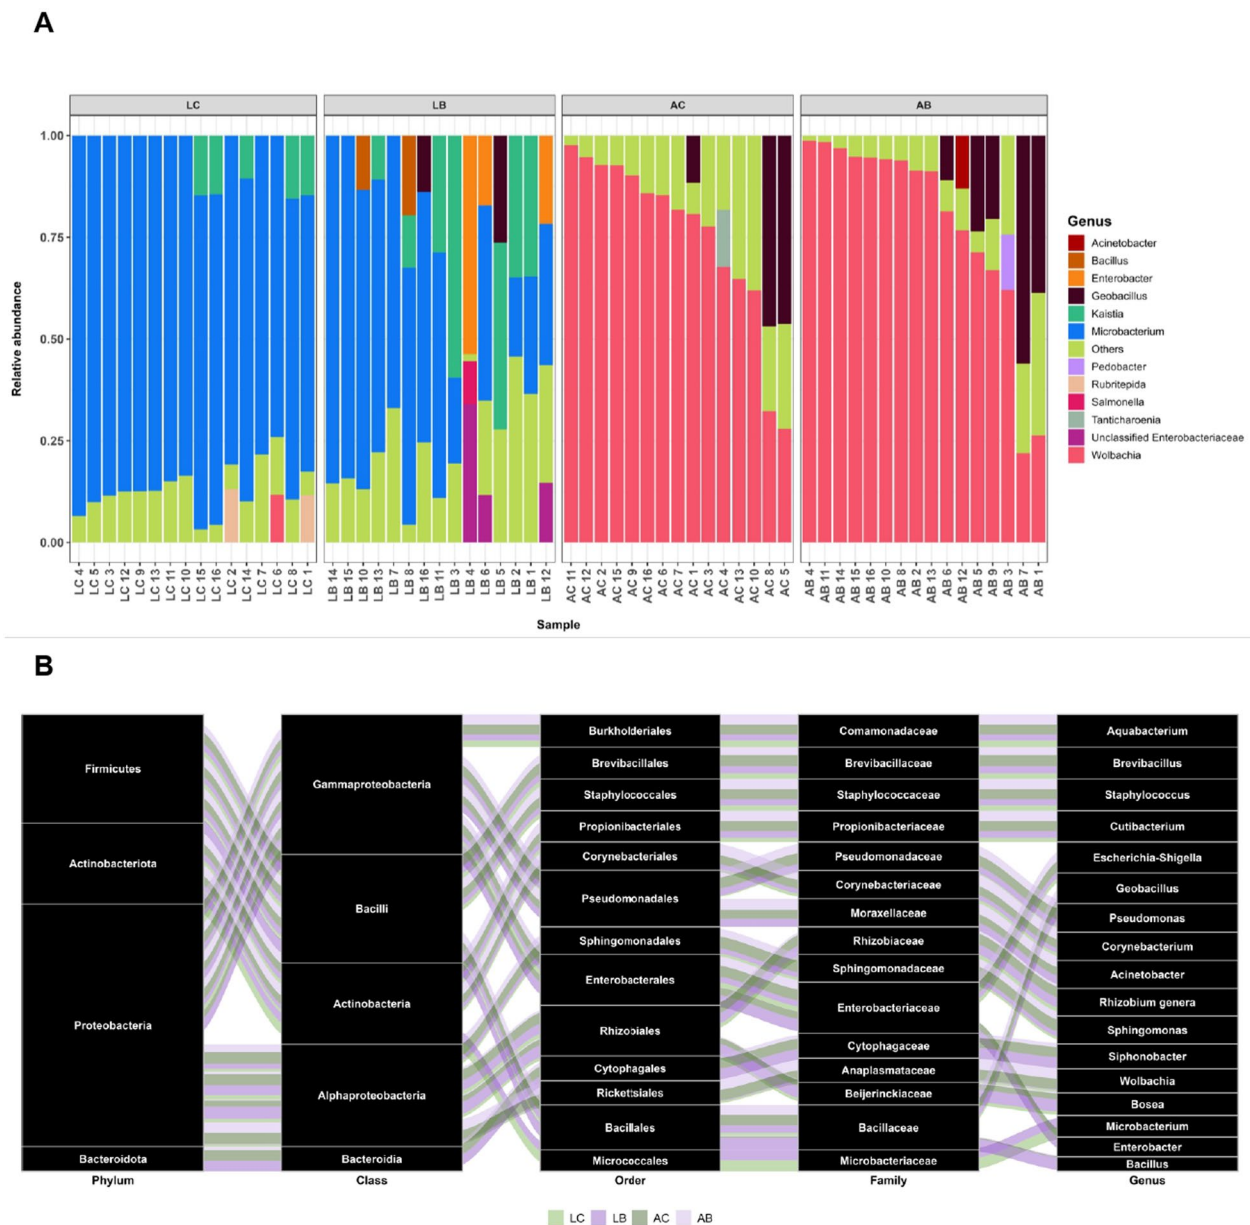 A
LC
LB
AC
AB
1.00
0.75
0.50
0.25
0.00
Relative abundance
LC 4
LC 5
LC 3
LC 12
LC 9
LC 13
LC 11
LC 10
LC 15
LC 16
LC 2
LC 14
LC 7
LC 6
LC 8
LC 1
LB 14
LB 15
LB 10
LB 13
LB 7
LB 8
LB 16
LB 11
LB 3
LB 4
LB 6
LB 5
LB 2
LB 1
LB 12
AC 11
AC 12
AC 2
AC 15
AC 9
AC 16
AC 6
AC 7
AC 1
AC 3
AC 4
AC 13
AC 10
AC 8
AC 5
AB 4
AB 11
AB 14
AB 15
AB 16
AB 10
AB 8
AB 2
AB 13
AB 6
AB 12
AB 5
AB 9
AB 3
AB 7
AB 1
Sample
Genus
Acinetobacter
Bacillus
Enterobacter
Geobacillus
Kaistia
Microbacterium
Others
Pedobacter
Rubritepida
Salmonella
Tanticharoenia
Unclassified Enterobacteriaceae
Wolbachia
B
Firmicutes
Actinobacteriota
Proteobacteria
Bacteroidota
Phylum
Gammaproteobacteria
Bacilli
Actinobacteria
Alphaproteobacteria
Bacteroidia
Class
Burkholderiales
Brevibacillales
Staphylococcales
Propionibacteriales
Corynebacteriales
Pseudomonadales
Sphingomonadales
Enterobacterales
Rhizobiales
Cytophagales
Rickettsiales
Bacillales
Micrococcales
Order
Comamonadaceae
Brevibacillaceae
Staphylococcaceae
Propionibacteriaceae
Pseudomonadaceae
Corynebacteriaceae
Moraxellaceae
Rhizobiaceae
Sphingomonadaceae
Enterobacteriaceae
Cytophagaceae
Anaplasmataceae
Beijerinckiaceae
Bacillaceae
Microbacteriaceae
Family
Aquabacterium
Brevibacillus
Staphylococcus
Cutibacterium
Escherichia-Shigella
Geobacillus
Pseudomonas
Corynebacterium
Acinetobacter
Rhizobium genera
Sphingomonas
Siphonobacter
Wolbachia
Bosea
Microbacterium
Enterobacter
Bacillus
Genus
LC
LB
AC
AB